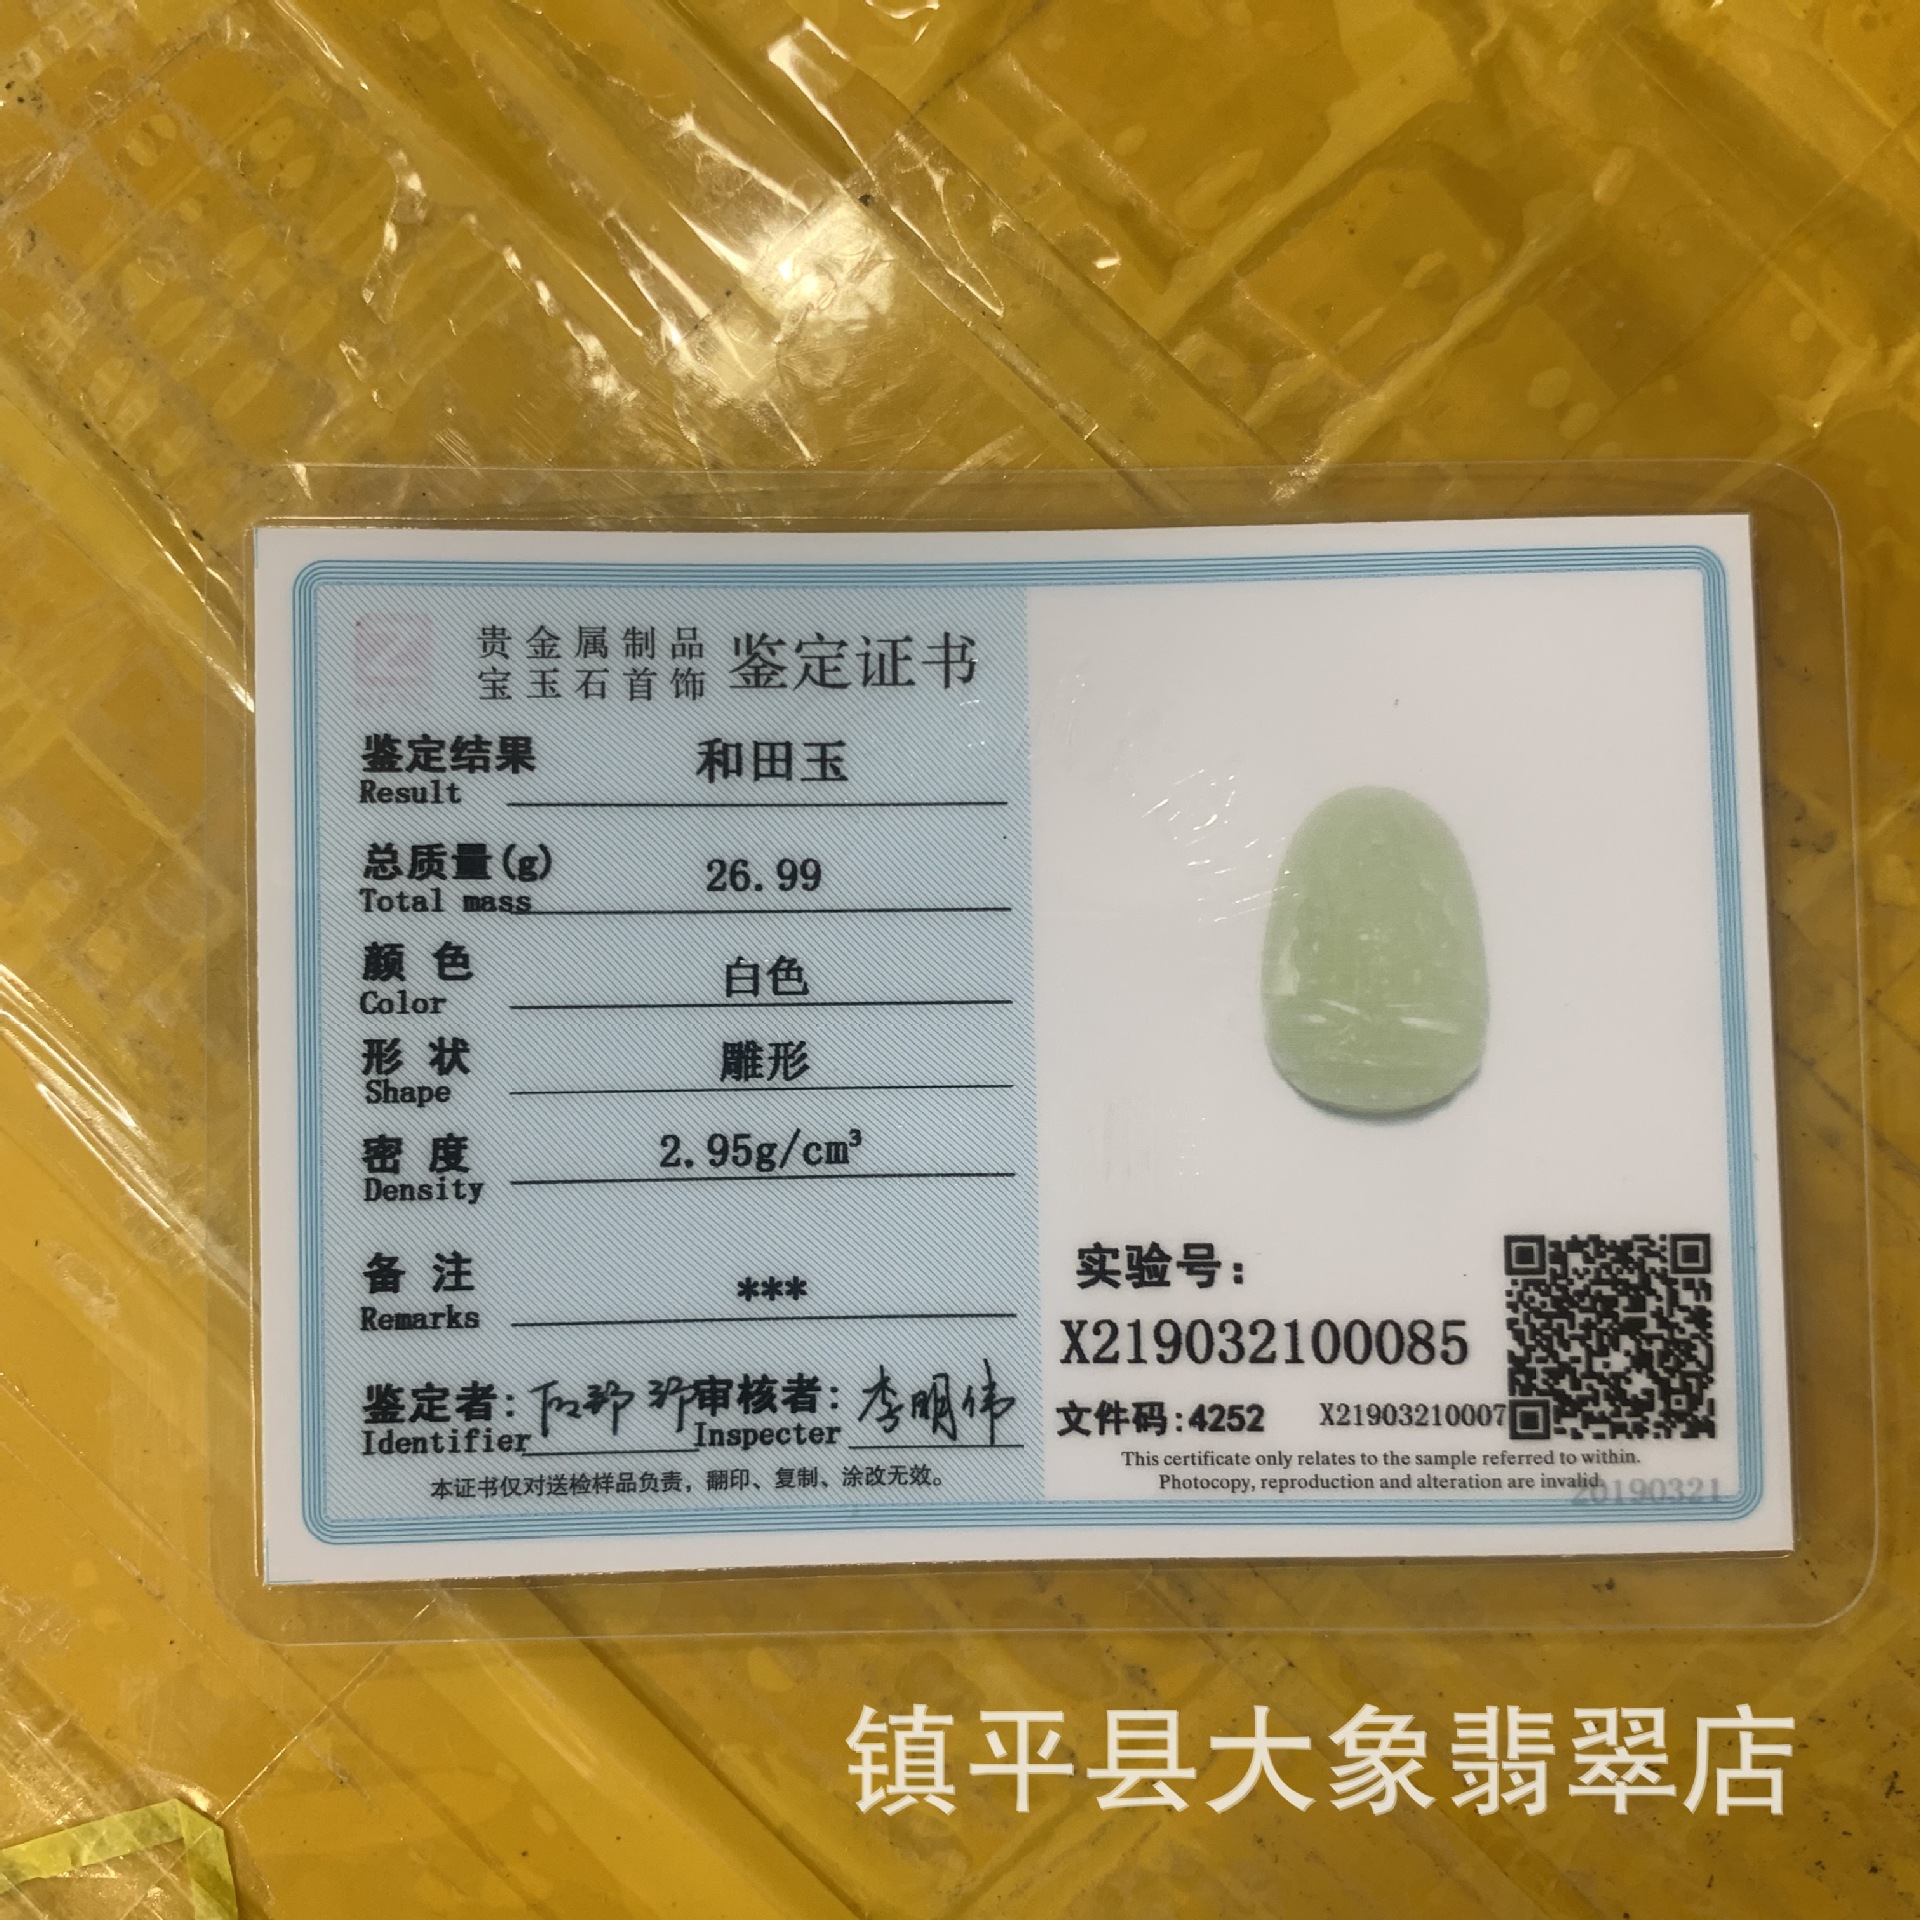 贵金属制品
宝玉石首饰
鉴定证书
鉴定结果 和田玉
Result
总质量(g) 26.99
Total mass
颜 色 白色
Color
形 状 雕形
Shape
密 度 2.95g/cm³
Density
备 注 ***
Remarks
鉴定者: 审核者: 李明伟
Identifier Inspecter
本证书仅对送检样品负责，翻印、复制、涂改无效。
实验号:
X219032100085
文件码:4252 X21903210007
This certificate only relates to the sample referred to within.
Photocopy, reproduction and alteration are invalid.
20190321
镇平县大象翡翠店